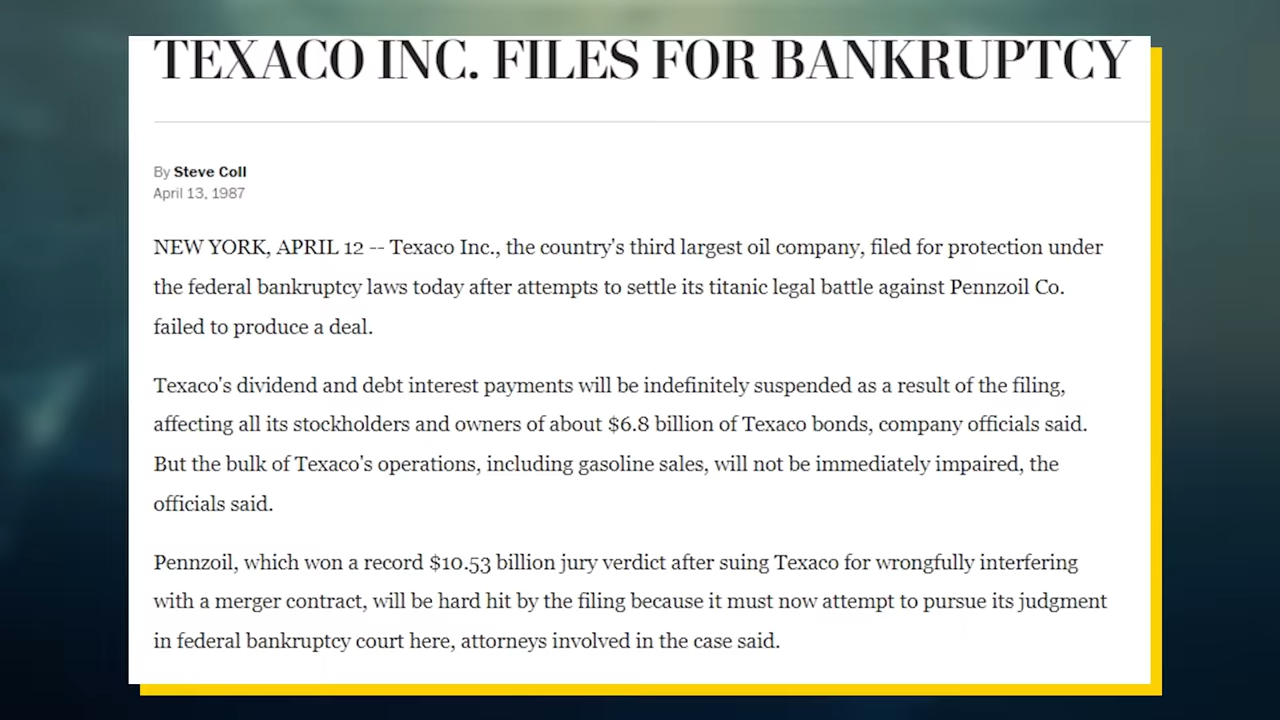 TEXACO INC. FILES FOR BANKRUPTCY
By Steve Coll
April 13, 1987
NEW YORK, APRIL 12 -- Texaco Inc., the country's third largest oil company, filed for protection under
the federal bankruptcy laws today after attempts to settle its titanic legal battle against Pennzoil Co.
failed to produce a deal.
Texaco's dividend and debt interest payments will be indefinitely suspended as a result of the filing,
affecting all its stockholders and owners of about $6.8 billion of Texaco bonds, company officials said.
But the bulk of Texaco's operations, including gasoline sales, will not be immediately impaired, the
officials said.
Pennzoil, which won a record $10.53 billion jury verdict after suing Texaco for wrongfully interfering
with a merger contract, will be hard hit by the filing because it must now attempt to pursue its judgment
in federal bankruptcy court here, attorneys involved in the case said.